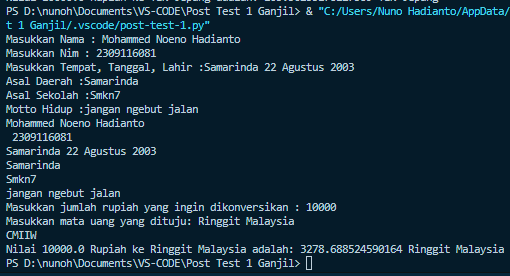 PS D:\nunoh\Documents\VS-CODE\Post Test 1 Ganjil> & "C:/Users/Nuno Hadianto/AppData/
t 1 Ganjil/.vscode/post-test-1.py"
Masukkan Nama : Mohammed Noeno Hadianto
Masukkan Nim : 2309116081
Masukkan Tempat, Tanggal, Lahir :Samarinda 22 Agustus 2003
Asal Daerah :Samarinda
Asal Sekolah :Smkn7
Motto Hidup :jangan ngebut jalan
Mohammed Noeno Hadianto
 2309116081
Samarinda 22 Agustus 2003
Samarinda
Smkn7
jangan ngebut jalan
Masukkan jumlah rupiah yang ingin dikonversikan : 10000
Masukkan mata uang yang dituju: Ringgit Malaysia
CMIIW
Nilai 10000.0 Rupiah ke Ringgit Malaysia adalah: 3278.688524590164 Ringgit Malaysia
PS D:\nunoh\Documents\VS-CODE\Post Test 1 Ganjil>